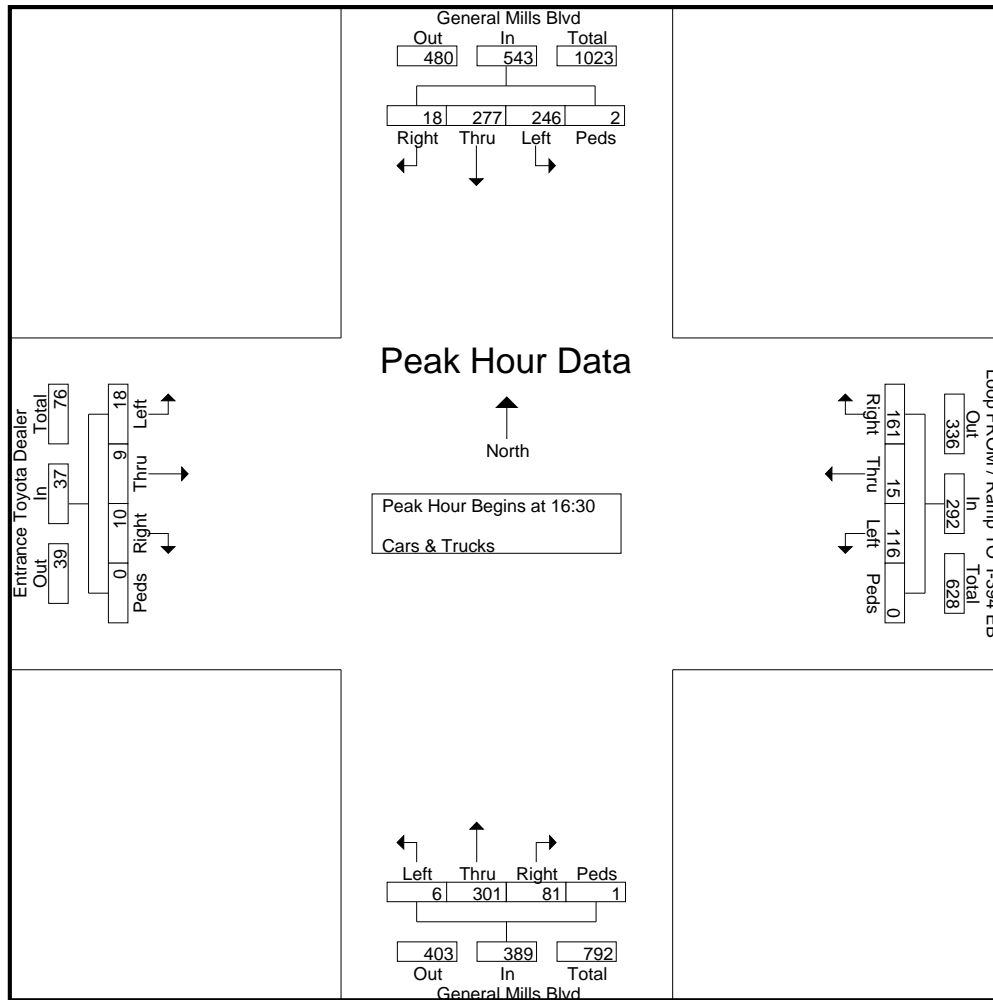 General Mills Blvd
Out In Total
480 543 1023
18 277 246 2
Right Thru Left Peds
Peak Hour Data
North
Peak Hour Begins at 16:30
Cars & Trucks
Entrance Toyota Dealer
Out In Total
39 37 76
0 10 9 18
Peds Right Thru Left
Out In Total
336 292 628
161 15 116 0
Right Thru Left Peds
Left Thru Right Peds
6 301 81 1
403 389 792
Out In Total
General Mills Blvd